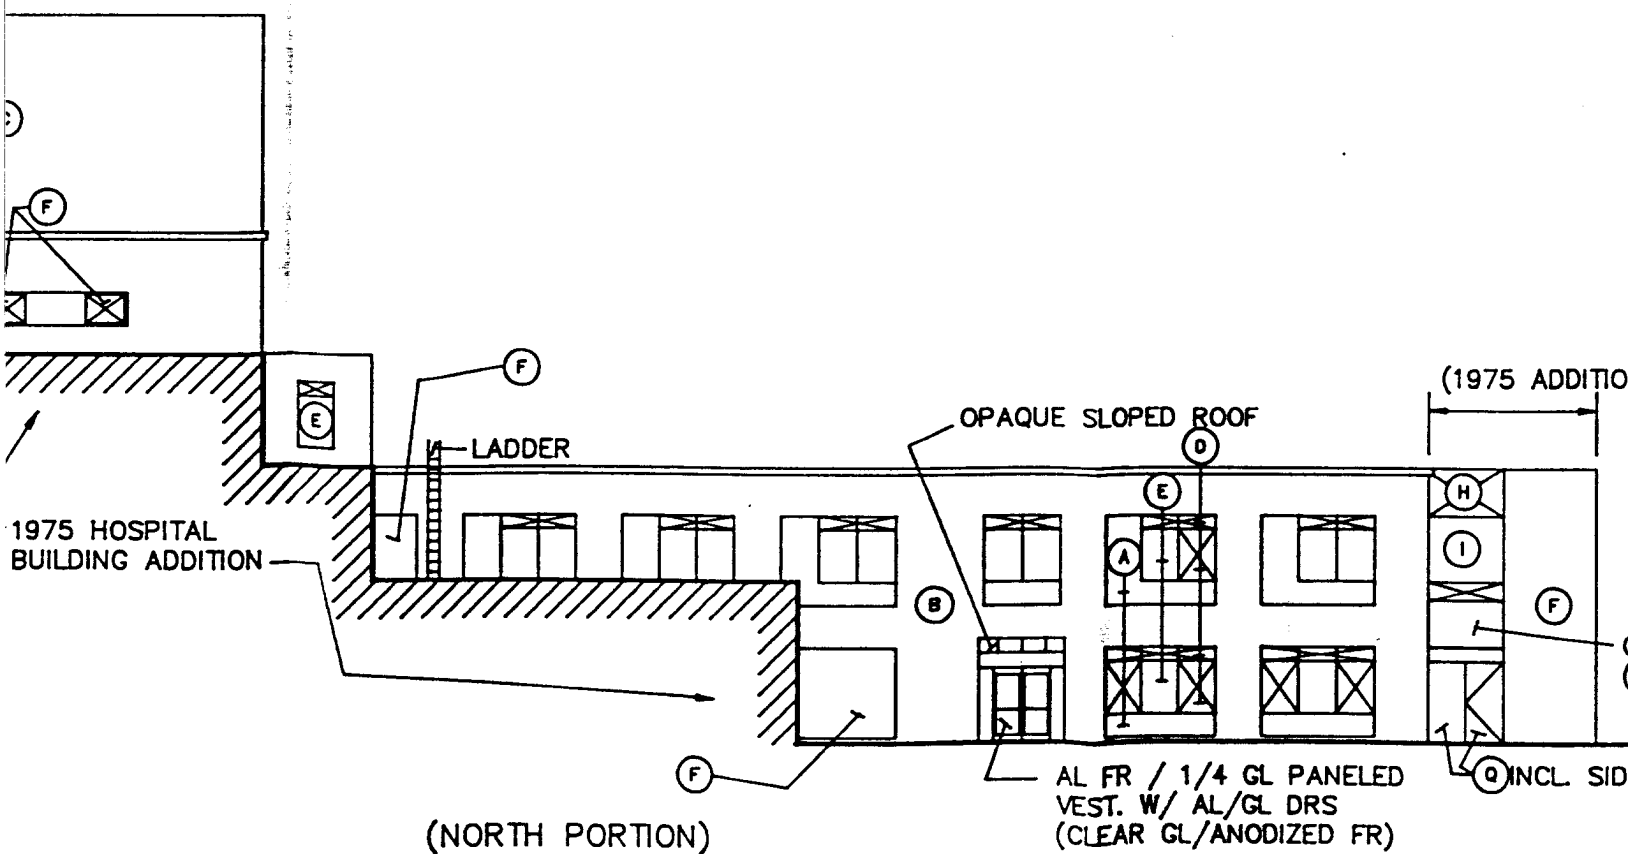 C
F
F
E
(1975 ADDITIO
OPAQUE SLOPED ROOF
LADDER
D
E
H
1975 HOSPITAL
BUILDING ADDITION
A
I
B
F
(
(
F
AL FR / 1/4 GL PANELED
VEST. W/ AL/GL DRS
(CLEAR GL/ANODIZED FR)
Q INCL. SID
(NORTH PORTION)